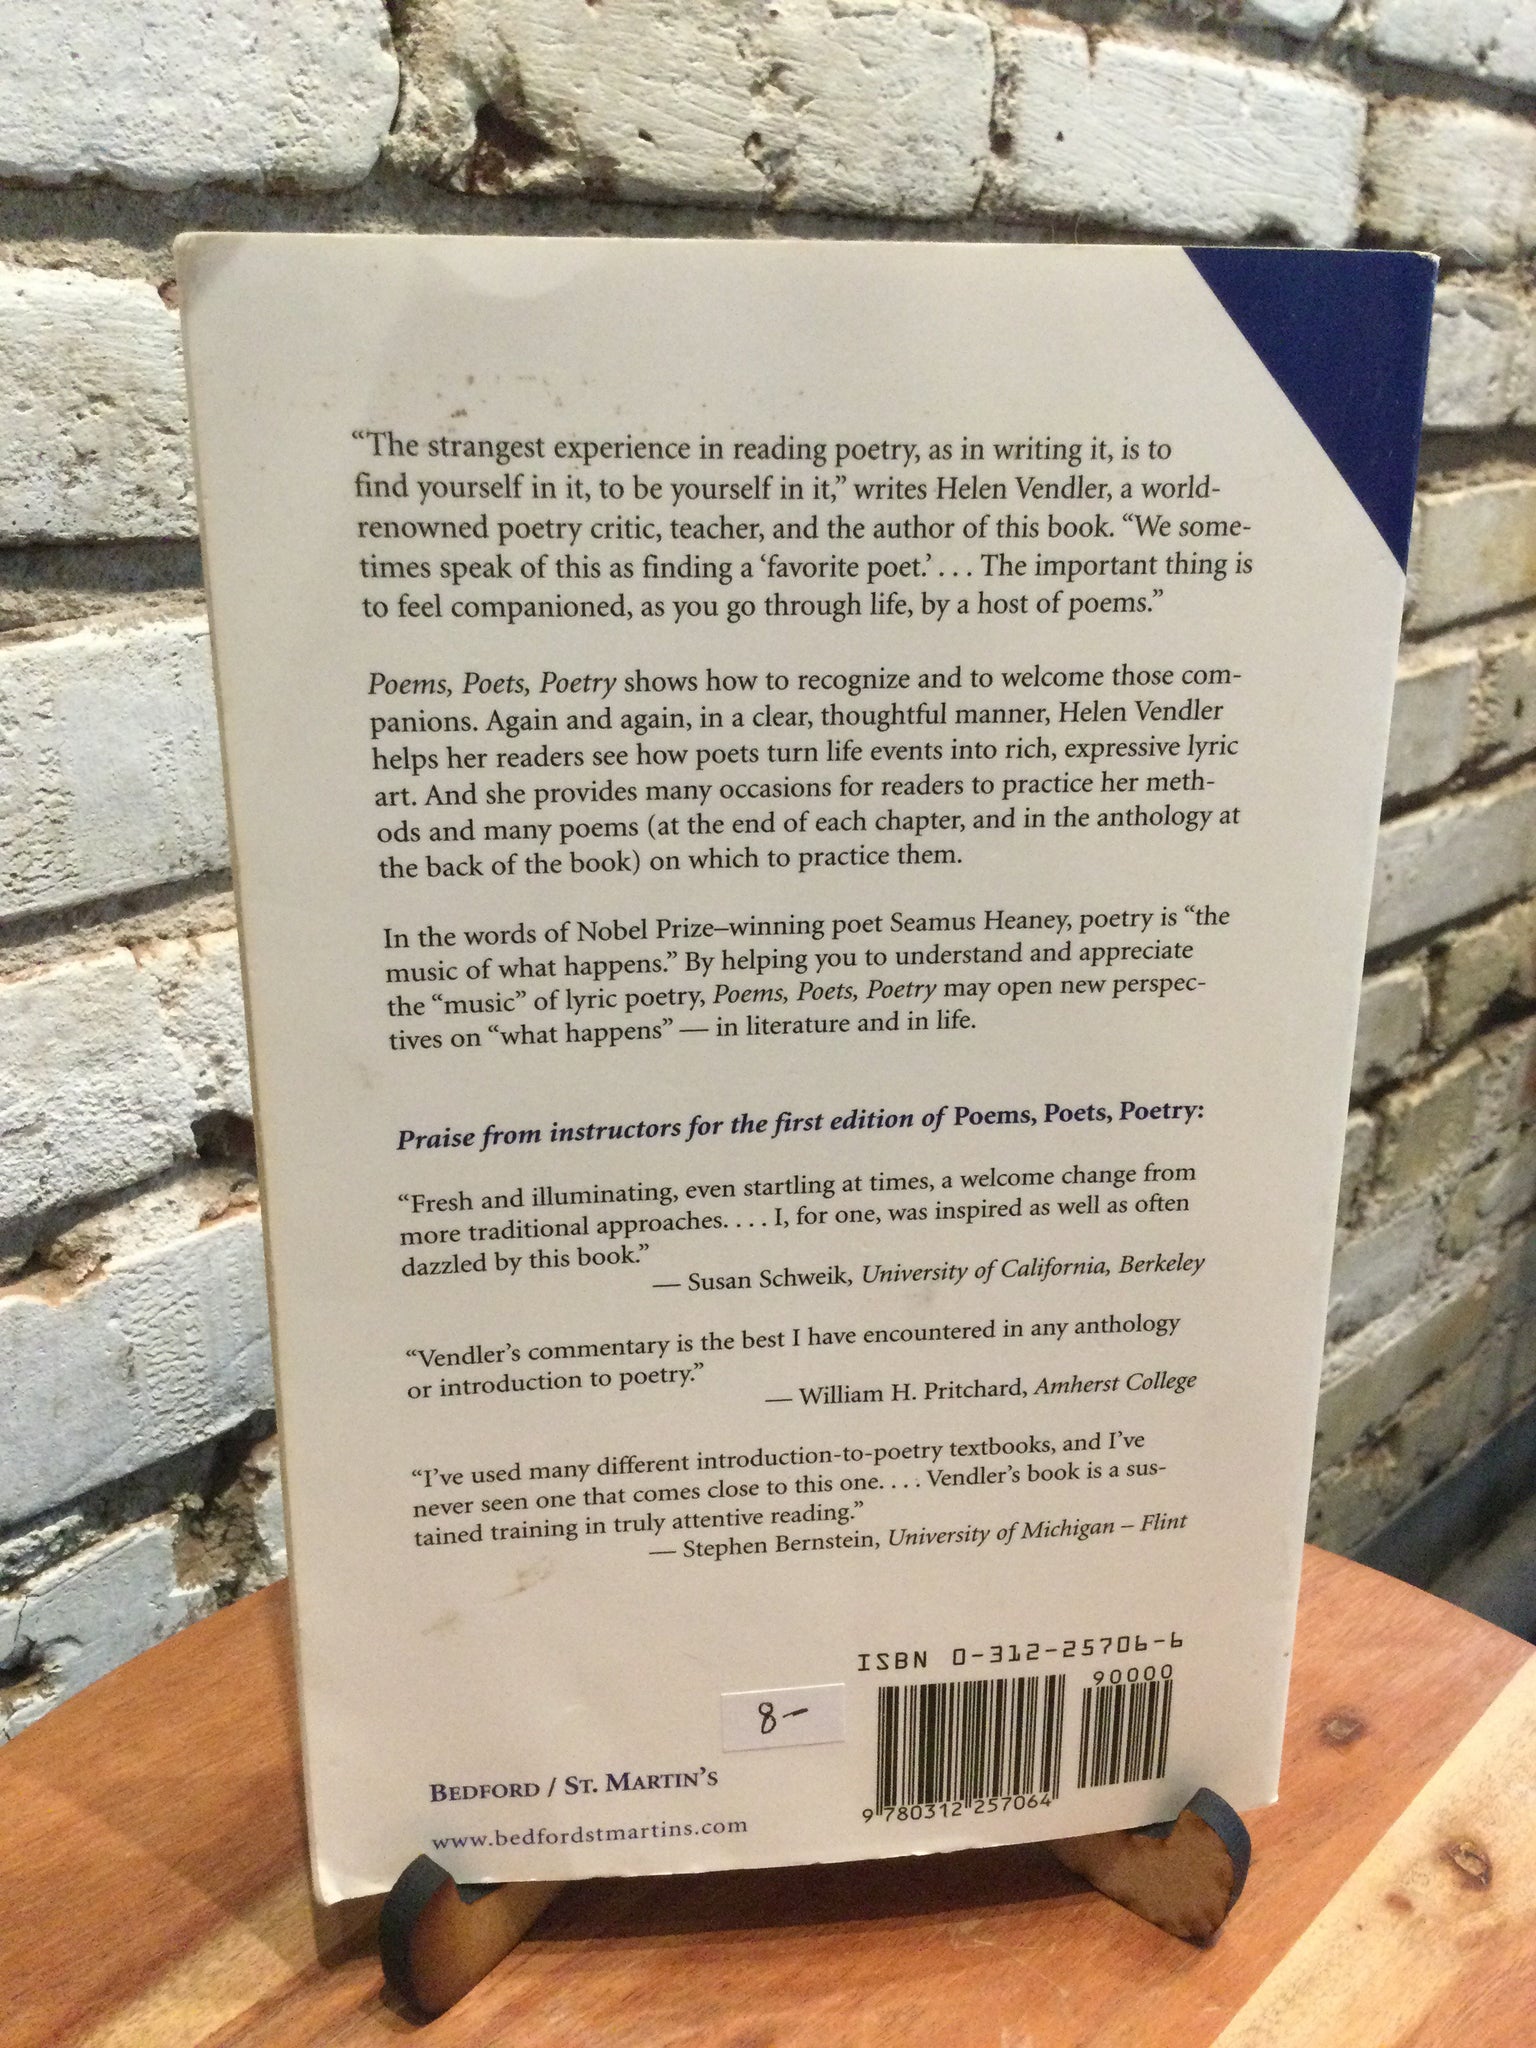 “The strangest experience in reading poetry, as in writing it, is to
find yourself in it, to be yourself in it,” writes Helen Vendler, a world-
renowned poetry critic, teacher, and the author of this book. “We some-
times speak of this as finding a ‘favorite poet.’ . . . The important thing is
to feel companioned, as you go through life, by a host of poems.”
Poems, Poets, Poetry shows how to recognize and to welcome those com-
panions. Again and again, in a clear, thoughtful manner, Helen Vendler
helps her readers see how poets turn life events into rich, expressive lyric
art. And she provides many occasions for readers to practice her meth-
ods and many poems (at the end of each chapter, and in the anthology at
the back of the book) on which to practice them.
In the words of Nobel Prize–winning poet Seamus Heaney, poetry is “the
music of what happens.” By helping you to understand and appreciate
the “music” of lyric poetry, Poems, Poets, Poetry may open new perspec-
tives on “what happens” — in literature and in life.
Praise from instructors for the first edition of Poems, Poets, Poetry:
“Fresh and illuminating, even startling at times, a welcome change from
more traditional approaches. . . . I, for one, was inspired as well as often
dazzled by this book.”
— Susan Schweik, University of California, Berkeley
“Vendler’s commentary is the best I have encountered in any anthology
or introduction to poetry.”
— William H. Pritchard, Amherst College
“I’ve used many different introduction-to-poetry textbooks, and I’ve
never seen one that comes close to this one. . . . Vendler’s book is a sus-
tained training in truly attentive reading.”
— Stephen Bernstein, University of Michigan – Flint
ISBN 0-312-25706-6
90000
8–
9 780312 257064
BEDFORD / ST. MARTIN’S
www.bedfordstmartins.com